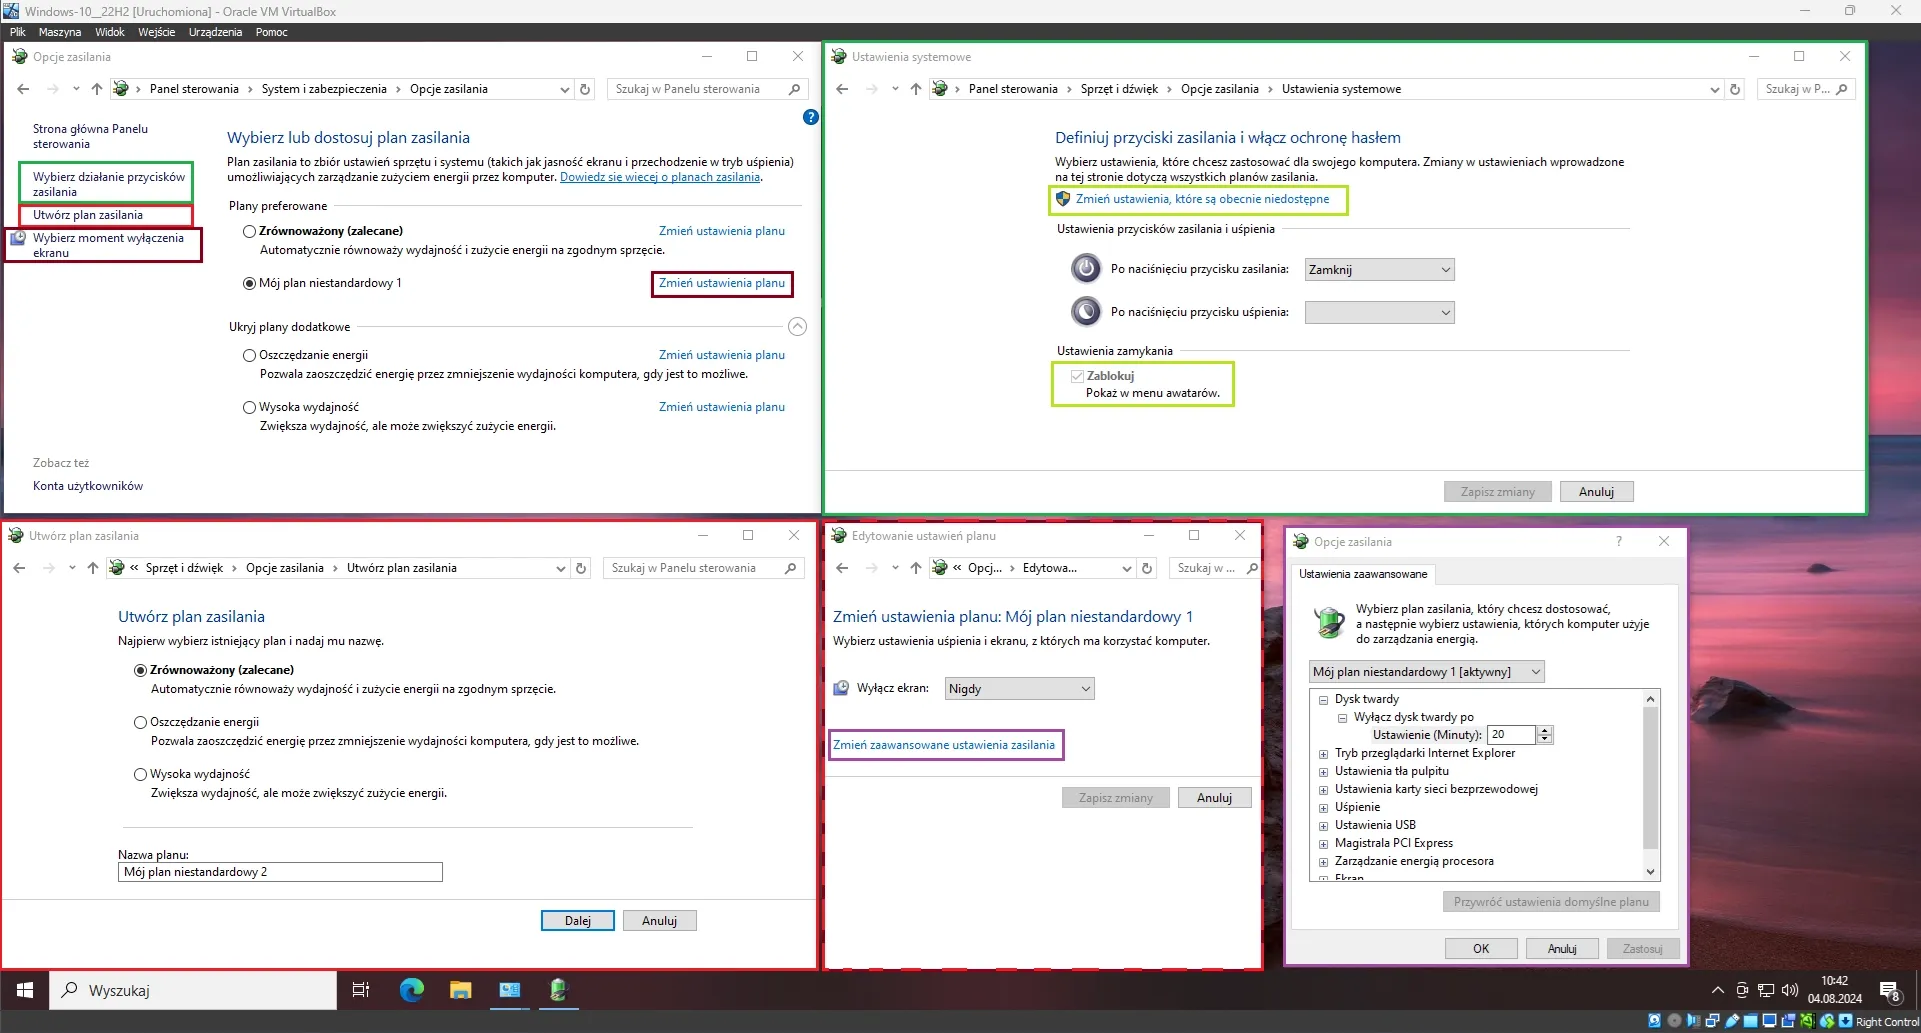 Windows-10__22H2 [Uruchomiona] - Oracle VM VirtualBox
Plik Maszyna Widok Wejście Urządzenia Pomoc
Opcje zasilania
Panel sterowania > System i zabezpieczenia > Opcje zasilania
Szukaj w Panelu sterowania
Strona główna Panelu
sterowania
Wybierz działanie przycisków
zasilania
Utwórz plan zasilania
Wybierz moment wyłączenia
ekranu
Zobacz też
Konta użytkowników
?
Wybierz lub dostosuj plan zasilania
Plan zasilania to zbiór ustawień sprzętu i systemu (takich jak jasność ekranu i przechodzenie w tryb uśpienia)
umożliwiających zarządzanie zużyciem energii przez komputer. Dowiedz się więcej o planach zasilania.
Plany preferowane
Zrównoważony (zalecane) Zmień ustawienia planu
Automatycznie równoważy wydajność i zużycie energii na zgodnym sprzęcie.
Mój plan niestandardowy 1 Zmień ustawienia planu
Ukryj plany dodatkowe
Oszczędzanie energii Zmień ustawienia planu
Pozwala zaoszczędzić energię przez zmniejszenie wydajności komputera, gdy jest to możliwe.
Wysoka wydajność Zmień ustawienia planu
Zwiększa wydajność, ale może zwiększyć zużycie energii.
Ustawienia systemowe
Panel sterowania > Sprzęt i dźwięk > Opcje zasilania > Ustawienia systemowe
Szukaj w P...
Definiuj przyciski zasilania i włącz ochronę hasłem
Wybierz ustawienia, które chcesz zastosować dla swojego komputera. Zmiany w ustawieniach wprowadzone
na tej stronie dotyczą wszystkich planów zasilania.
Zmień ustawienia, które są obecnie niedostępne
Ustawienia przycisków zasilania i uśpienia
Po naciśnięciu przycisku zasilania: Zamknij
Po naciśnięciu przycisku uśpienia:
Ustawienia zamykania
Zablokuj
Pokaż w menu awatarów.
Zapisz zmiany Anuluj
Utwórz plan zasilania
« Sprzęt i dźwięk > Opcje zasilania > Utwórz plan zasilania
Szukaj w Panelu sterowania
Utwórz plan zasilania
Najpierw wybierz istniejący plan i nadaj mu nazwę.
Zrównoważony (zalecane)
Automatycznie równoważy wydajność i zużycie energii na zgodnym sprzęcie.
Oszczędzanie energii
Pozwala zaoszczędzić energię przez zmniejszenie wydajności komputera, gdy jest to możliwe.
Wysoka wydajność
Zwiększa wydajność, ale może zwiększyć zużycie energii.
Nazwa planu:
Mój plan niestandardowy 2
Dalej Anuluj
Edytowanie ustawień planu
« Opcj... > Edytowa...
Szukaj w ...
Zmień ustawienia planu: Mój plan niestandardowy 1
Wybierz ustawienia uśpienia i ekranu, z których ma korzystać komputer.
Wyłącz ekran: Nigdy
Zmień zaawansowane ustawienia zasilania
Zapisz zmiany Anuluj
Opcje zasilania
?
Ustawienia zaawansowane
Wybierz plan zasilania, który chcesz dostosować,
a następnie wybierz ustawienia, których komputer użyje
do zarządzania energią.
Mój plan niestandardowy 1 [aktywny]
Dysk twardy
Wyłącz dysk twardy po
Ustawienie (Minuty): 20
Tryb przeglądarki Internet Explorer
Ustawienia tła pulpitu
Ustawienia karty sieci bezprzewodowej
Uśpienie
Ustawienia USB
Magistrala PCI Express
Zarządzanie energią procesora
Ekran
Przywróć ustawienia domyślne planu
OK Anuluj Zastosuj
Wyszukaj
10:42
04.08.2024
8
Right Control